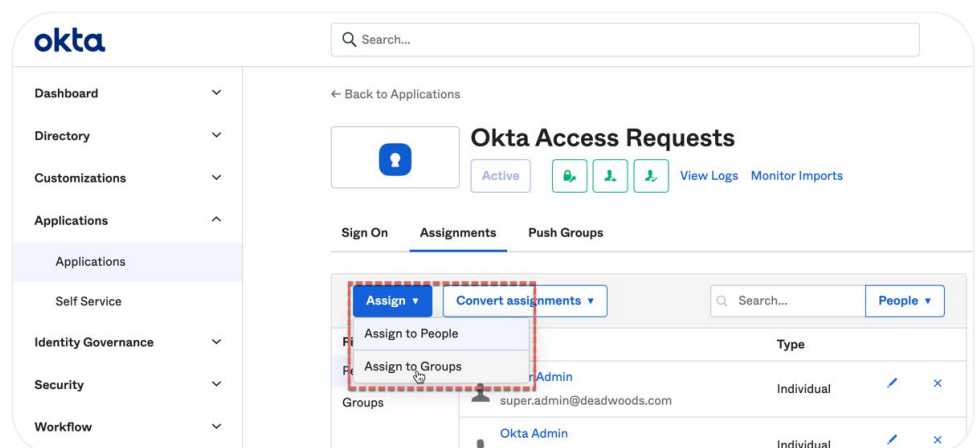 okta
Search...
Dashboard
Directory
Customizations
Applications
Applications
Self Service
Identity Governance
Security
Workflow
← Back to Applications
Okta Access Requests
Active
View Logs Monitor Imports
Sign On Assignments Push Groups
Assign ▼ Convert assignments ▼ Search... People ▼
Assign to People
Type
Assign to Groups
Admin
super.admin@deadwoods.com
Individual
Groups
Okta Admin
Individual